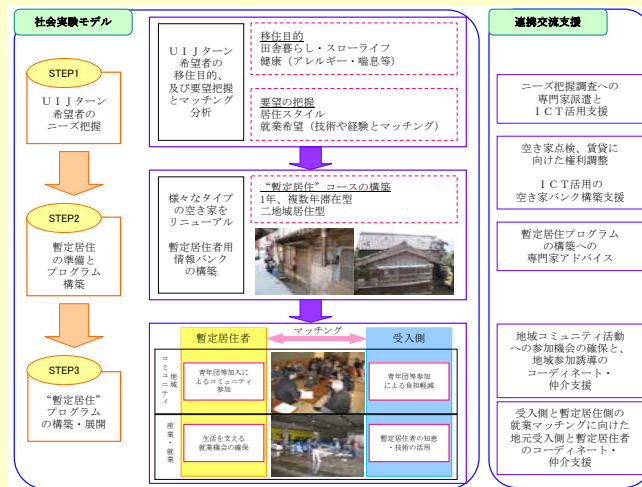 社会実験モデル
STEP1
ＵＩＪターン
希望者の
ニーズ把握
STEP2
暫定居住
の準備と
プログラム
構築
STEP3
“暫定居住”
プログラム
の構築・展開
ＵＩＪターン
希望者の
移住目的、
及び要望把握
とマッチング
分析
移住目的
田舎暮らし・スローライフ
健康（アレルギー・喘息等）
要望の把握
居住スタイル
就業希望（技術や経験とマッチング）
様々なタイプ
の空き家を
リニューアル
暫定居住者用
情報バンク
の構築
“暫定居住”コースの構築
1年、複数年滞在型
二地域居住型
暫定居住者
マッチング
受入側
地域
コミュニティ
青年団等加入に
よるコミュニティ
参加
青年団等参加
による負担軽減
産業・就業
生活を支える
就業機会の確保
暫定居住者の知恵
・技術の活用
連携交流支援
ニーズ把握調査への
専門家派遣と
ＩＣＴ活用支援
空き家点検、賃貸に
向けた権利調整
ＩＣＴ活用の
空き家バンク構築支援
暫定居住プログラム
の構築への
専門家アドバイス
地域コミュニティ活動
への参加機会の確保と、
地域参加誘導の
コーディネート・
仲介支援
受入側と暫定居住側の
就業マッチングに向けた
地元受入側と暫定居住者
のコーディネート・
仲介支援